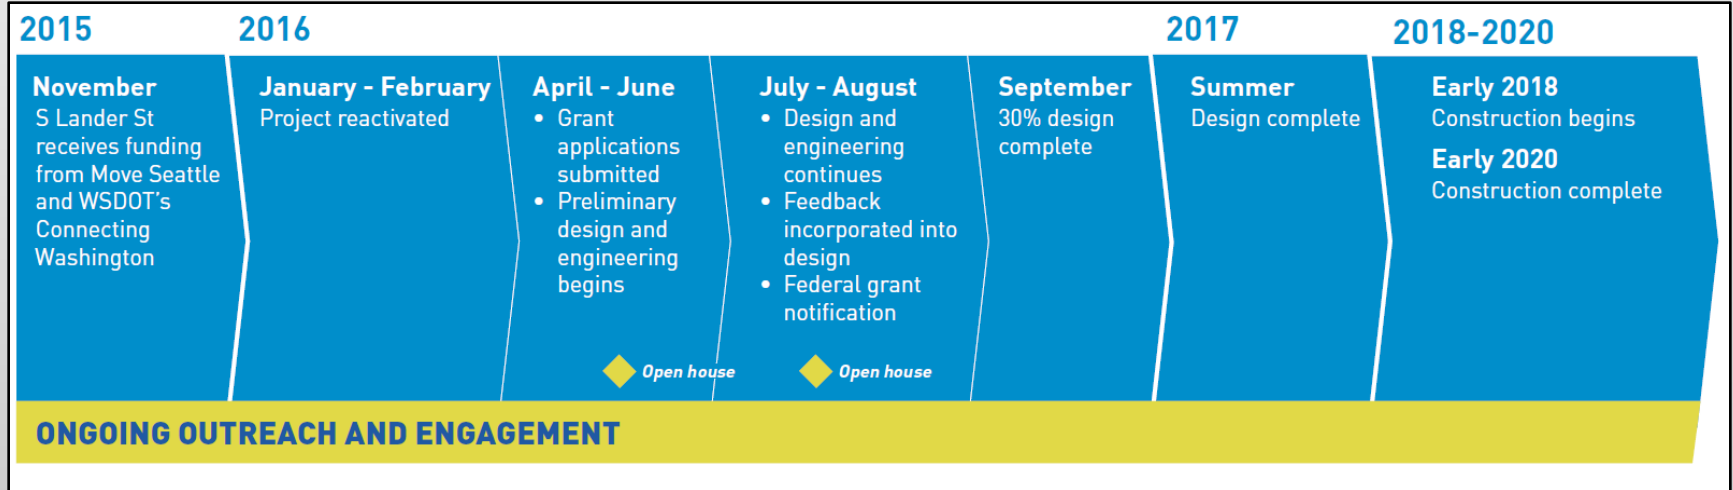 2015
November
S Lander St
receives funding
from Move Seattle
and WSDOT's
Connecting
Washington
2016
January - February
Project reactivated
April - June
• Grant
applications
submitted
• Preliminary
design and
engineering
begins
Open house
July - August
• Design and
engineering
continues
• Feedback
incorporated into
design
• Federal grant
notification
Open house
September
30% design
complete
2017
Summer
Design complete
2018-2020
Early 2018
Construction begins
Early 2020
Construction complete
ONGOING OUTREACH AND ENGAGEMENT